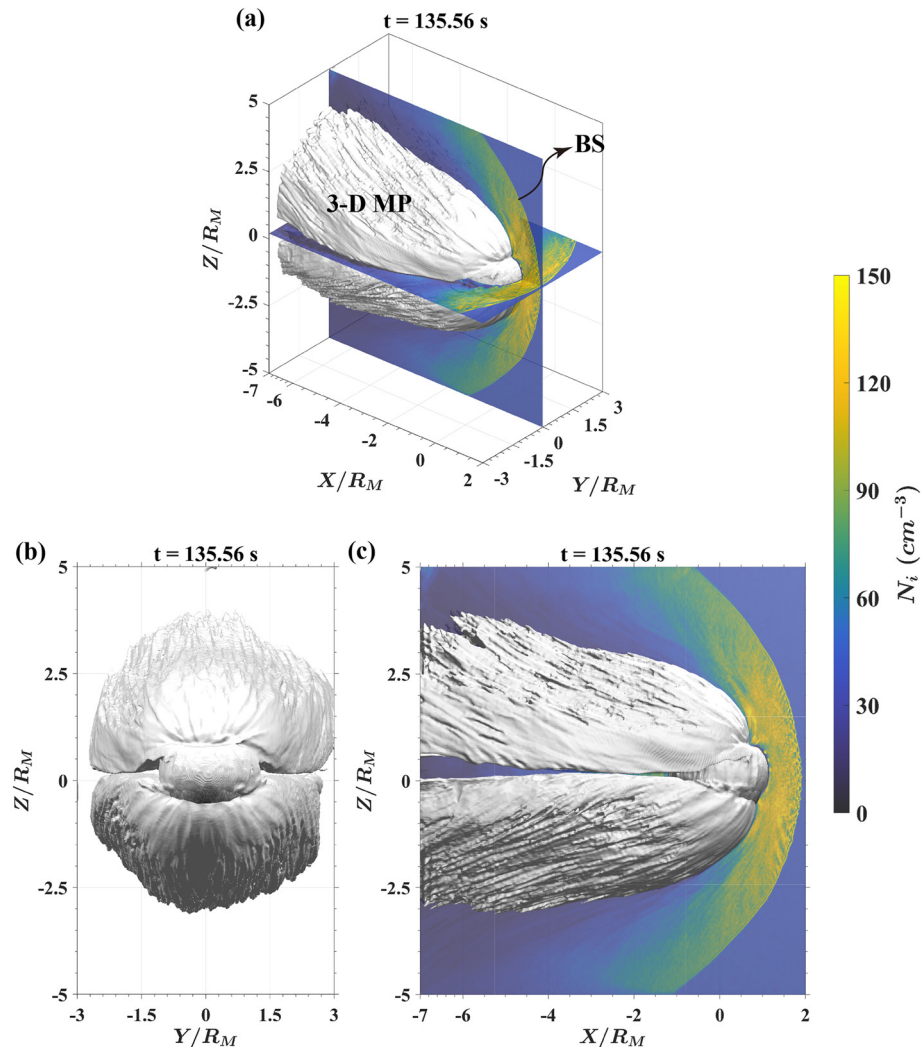 (a)
t = 135.56 s
BS
3-D MP
5
2.5
0
-2.5
-5
Z/R_M
-7
-6
-4
-2
0
2
X/R_M
-3
-1.5
0
1.5
3
Y/R_M
150
120
90
60
30
0
N_i (cm^{-3})
(b)
t = 135.56 s
5
2.5
0
-2.5
-5
Z/R_M
-3
-1.5
0
1.5
3
Y/R_M
(c)
t = 135.56 s
5
2.5
0
-2.5
-5
Z/R_M
-7
-6
-4
-2
0
2
X/R_M